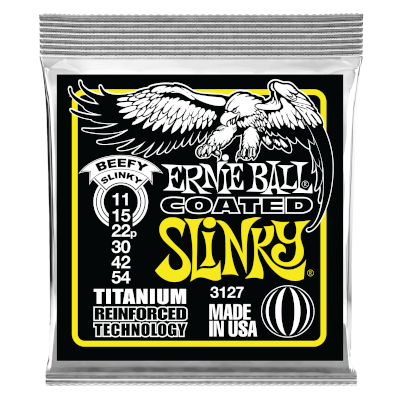 BEEFY
SLINKY
11
15
22p
30
42
54
ERNIE BALL®
COATED
SLINKY®
TITANIUM
REINFORCED
TECHNOLOGY
3127
MADE
IN USA